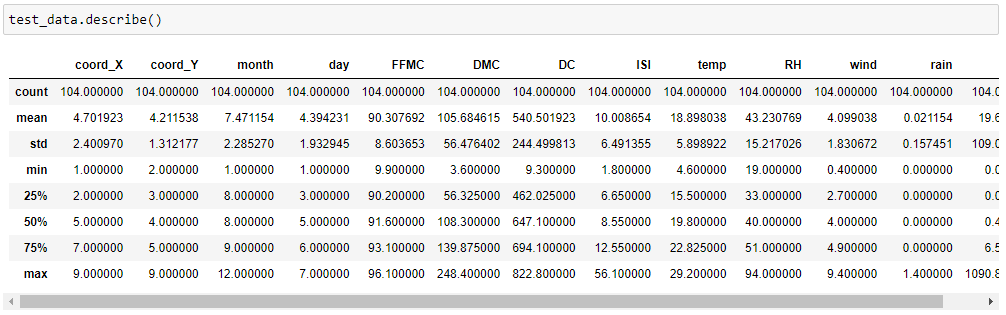 test_data.describe()
coord_X coord_Y month day FFMC DMC DC ISI temp RH wind rain
count 104.000000 104.000000 104.000000 104.000000 104.000000 104.000000 104.000000 104.000000 104.000000 104.000000 104.000000 104.000000 104.0
mean 4.701923 4.211538 7.471154 4.394231 90.307692 105.684615 540.501923 10.008654 18.898038 43.230769 4.099038 0.021154 19.6
std 2.400970 1.312177 2.285270 1.932945 8.603653 56.476402 244.499813 6.491355 5.898922 15.217026 1.830672 0.157451 109.0
min 1.000000 2.000000 1.000000 1.000000 9.900000 3.600000 9.300000 1.800000 4.600000 19.000000 0.400000 0.000000 0.0
25% 2.000000 3.000000 8.000000 3.000000 90.200000 56.325000 462.025000 6.650000 15.500000 33.000000 2.700000 0.000000 0.0
50% 5.000000 4.000000 8.000000 5.000000 91.600000 108.300000 647.100000 8.550000 19.800000 40.000000 4.000000 0.000000 0.4
75% 7.000000 5.000000 9.000000 6.000000 93.100000 139.875000 694.100000 12.550000 22.825000 51.000000 4.900000 0.000000 6.5
max 9.000000 9.000000 12.000000 7.000000 96.100000 248.400000 822.800000 56.100000 29.200000 94.000000 9.400000 1.400000 1090.8